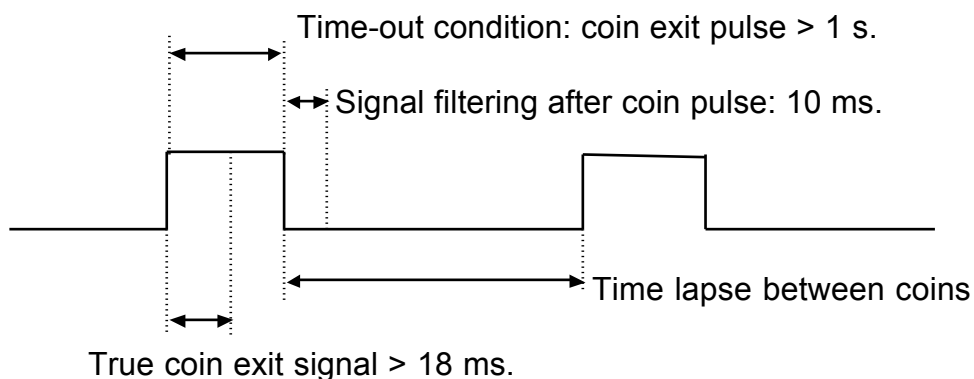 Time-out condition: coin exit pulse > 1 s.
Signal filtering after coin pulse: 10 ms.
Time lapse between coins
True coin exit signal > 18 ms.